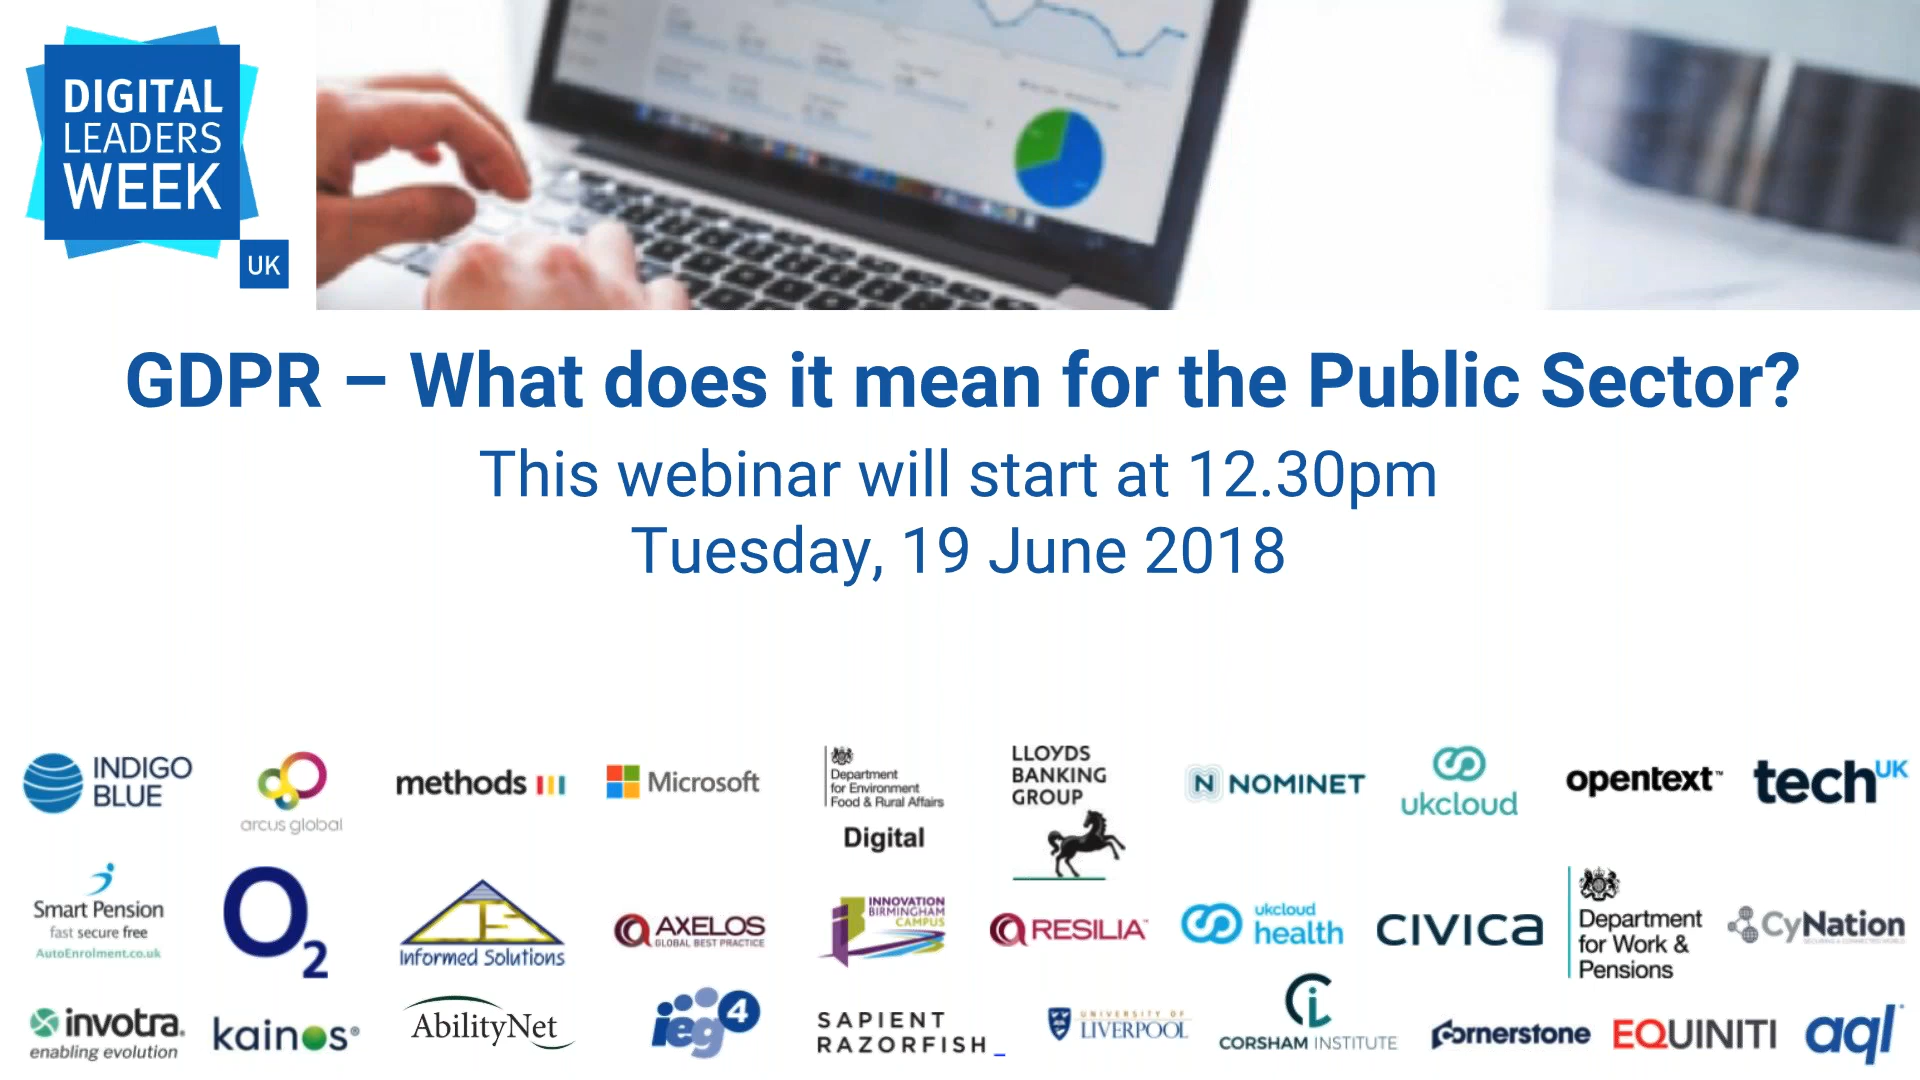 DIGITAL
LEADERS
WEEK
UK
GDPR – What does it mean for the Public Sector?
This webinar will start at 12.30pm
Tuesday, 19 June 2018
INDIGO
BLUE
arcus global
methods
Microsoft
Department
for Environment
Food & Rural Affairs
Digital
LLOYDS
BANKING
GROUP
N NOMINET
ukcloud
opentext™
techUK
Smart Pension
fast secure free
AutoEnrolment.co.uk
O2
Informed Solutions
AXELOS
GLOBAL BEST PRACTICE
INNOVATION
BIRMINGHAM
CAMPUS
RESILIA™
ukcloud
health
CIVICA
Department
for Work &
Pensions
CyNation
invotra.
enabling evolution
kainos®
AbilityNet
ieg4
SAPIENT
RAZORFISH_
UNIVERSITY OF
LIVERPOOL
CORSHAM INSTITUTE
cornerstone
EQUINITI
aql